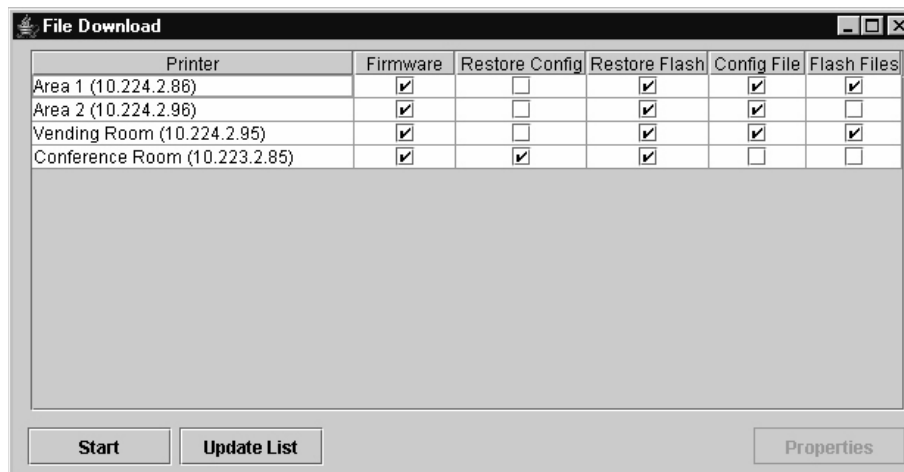 File Download
Printer Firmware Restore Config Restore Flash Config File Flash Files
Area 1 (10.224.2.86)
Area 2 (10.224.2.96)
Vending Room (10.224.2.95)
Conference Room (10.223.2.85)
Start Update List Properties